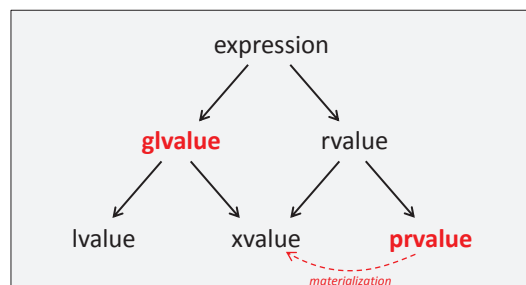 expression
glvalue rvalue
lvalue xvalue prvalue
materialization